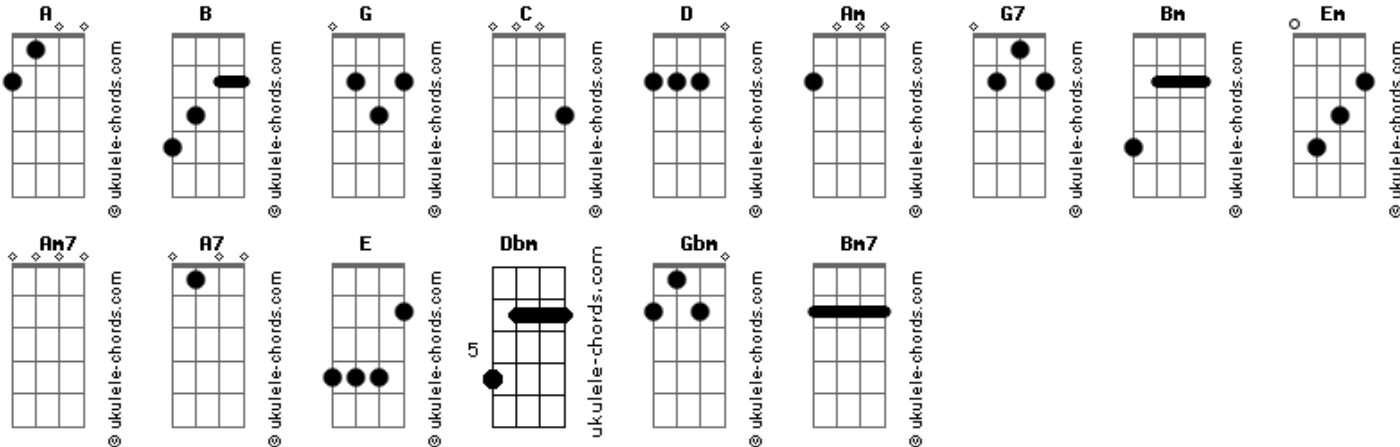 A B G C D Am G7 Bm Em
© ukulele-chords.com © ukulele-chords.com © ukulele-chords.com © ukulele-chords.com © ukulele-chords.com © ukulele-chords.com © ukulele-chords.com © ukulele-chords.com © ukulele-chords.com
Am7 A7 E Dbm Gbm Bm7
5
© ukulele-chords.com © ukulele-chords.com © ukulele-chords.com ukulele-chords.com © ukulele-chords.com © ukulele-chords.com